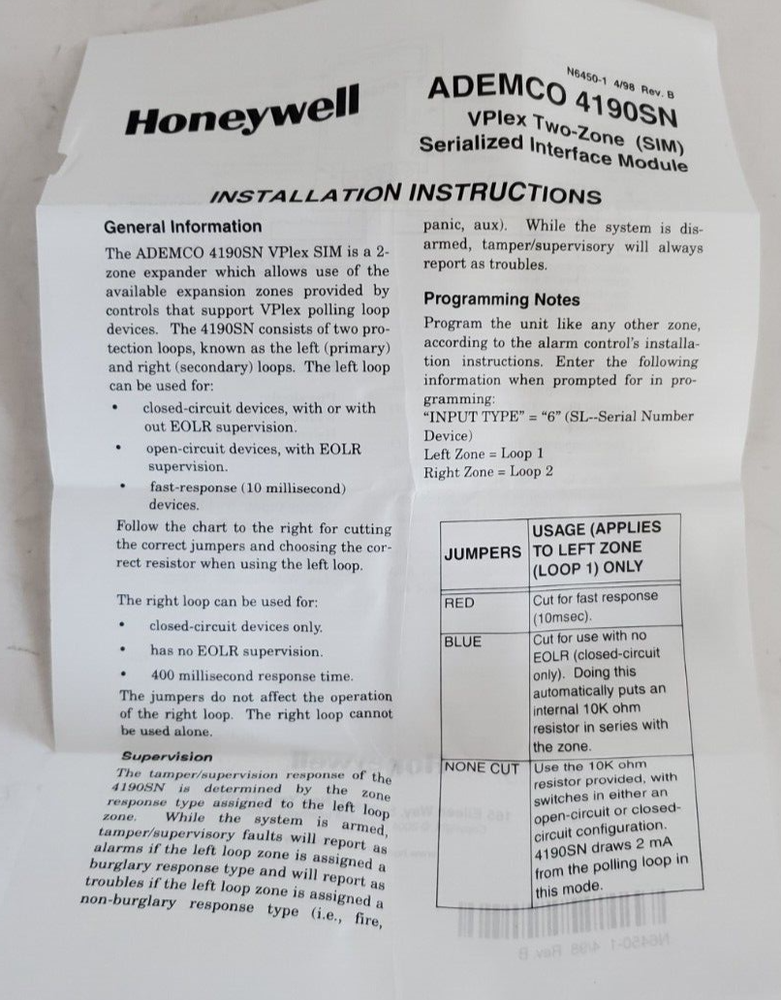 Honeywell
N6450-1 4/98 Rev. B
ADEMCO 4190SN
VPlex Two-Zone (SIM)
Serialized Interface Module
INSTALLATION INSTRUCTIONS
General Information
The ADEMCO 4190SN VPlex SIM is a 2-
zone expander which allows use of the
available expansion zones provided by
controls that support VPlex polling loop
devices. The 4190SN consists of two pro-
tection loops, known as the left (primary)
and right (secondary) loops. The left loop
can be used for:
• closed-circuit devices, with or with
out EOLR supervision.
• open-circuit devices, with EOLR
supervision.
• fast-response (10 millisecond)
devices.
Follow the chart to the right for cutting
the correct jumpers and choosing the cor-
rect resistor when using the left loop.
The right loop can be used for:
• closed-circuit devices only.
• has no EOLR supervision.
• 400 millisecond response time.
The jumpers do not affect the operation
of the right loop. The right loop cannot
be used alone.
Supervision
The tamper/supervision response of the
4190SN is determined by the zone
response type assigned to the left loop
zone. While the system is armed,
tamper/supervisory faults will report as
alarms if the left loop zone is assigned a
burglary response type and will report as
troubles if the left loop zone is assigned a
non-burglary response type (i.e., fire,
panic, aux). While the system is dis-
armed, tamper/supervisory will always
report as troubles.
Programming Notes
Program the unit like any other zone,
according to the alarm control's installa-
tion instructions. Enter the following
information when prompted for in pro-
gramming:
“INPUT TYPE” = “6” (SL--Serial Number
Device)
Left Zone = Loop 1
Right Zone = Loop 2
JUMPERS
USAGE (APPLIES
TO LEFT ZONE
(LOOP 1) ONLY
RED
Cut for fast response
(10msec).
BLUE
Cut for use with no
EOLR (closed-circuit
only). Doing this
automatically puts an
internal 10K ohm
resistor in series with
the zone.
NONE CUT
Use the 10K ohm
resistor provided, with
switches in either an
open-circuit or closed-
circuit configuration.
4190SN draws 2 mA
from the polling loop in
this mode.